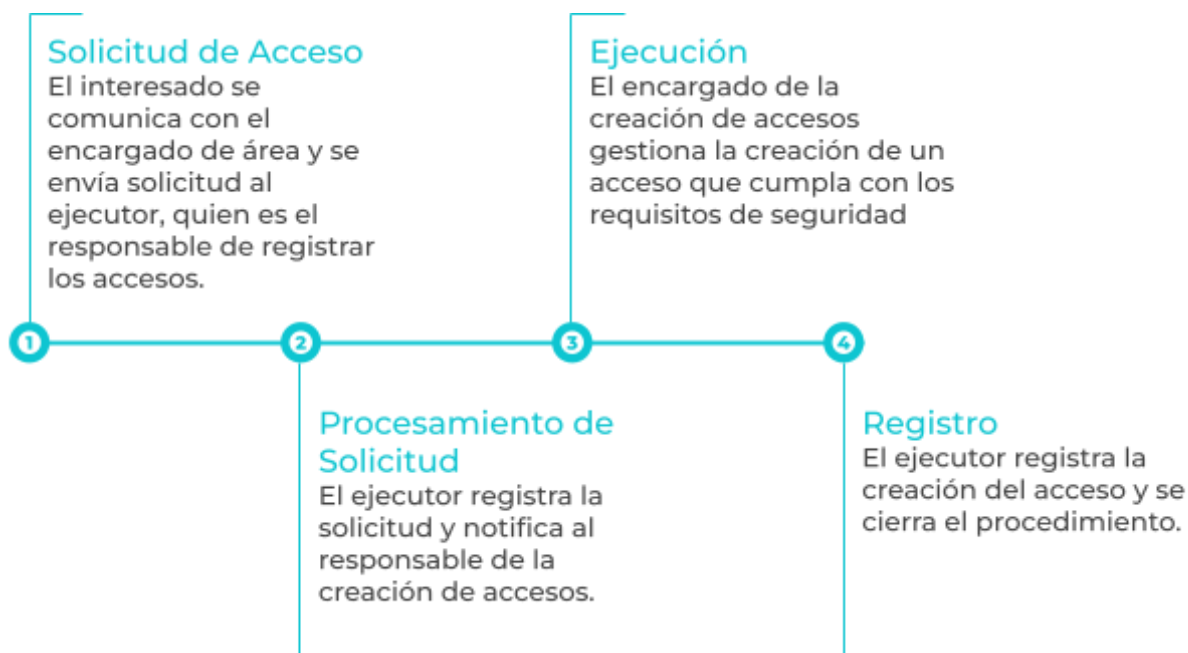 Solicitud de Acceso
El interesado se
comunica con el
encargado de área y se
envía solicitud al
ejecutor, quien es el
responsable de registrar
los accesos.
Ejecución
El encargado de la
creación de accesos
gestiona la creación de un
acceso que cumpla con los
requisitos de seguridad
1
2
3
4
Procesamiento de
Solicitud
El ejecutor registra la
solicitud y notifica al
responsable de la
creación de accesos.
Registro
El ejecutor registra la
creación del acceso y se
cierra el procedimiento.